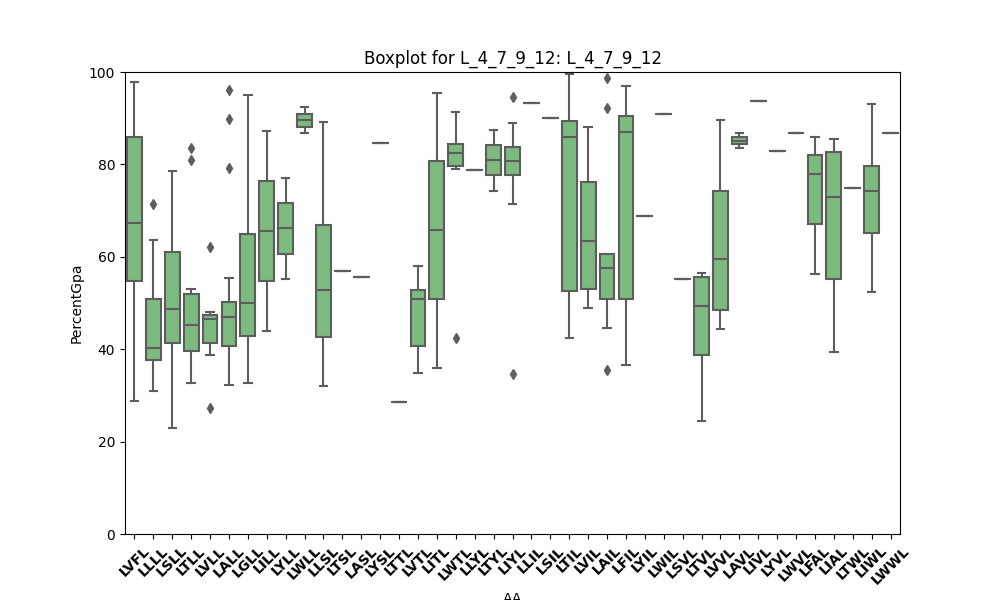 Boxplot for L_4_7_9_12: L_4_7_9_12
PercentGpa
100
80
60
40
20
0
LVFL LLLL LSLL LTLL LVLL LALL LGLL LILL LYLL LWLL LLSL LTSL LASL LYSL LTTL LVTL LITL LWTL LLYL LTYL LIYL LLIL LSIL LTIL LVIL LAIL LFIL LYIL LWIL LSVL LTVL LVVL LAVL LIVL LYVL LWVL LFAL LIAL LTWL LIWL LWWL
AA